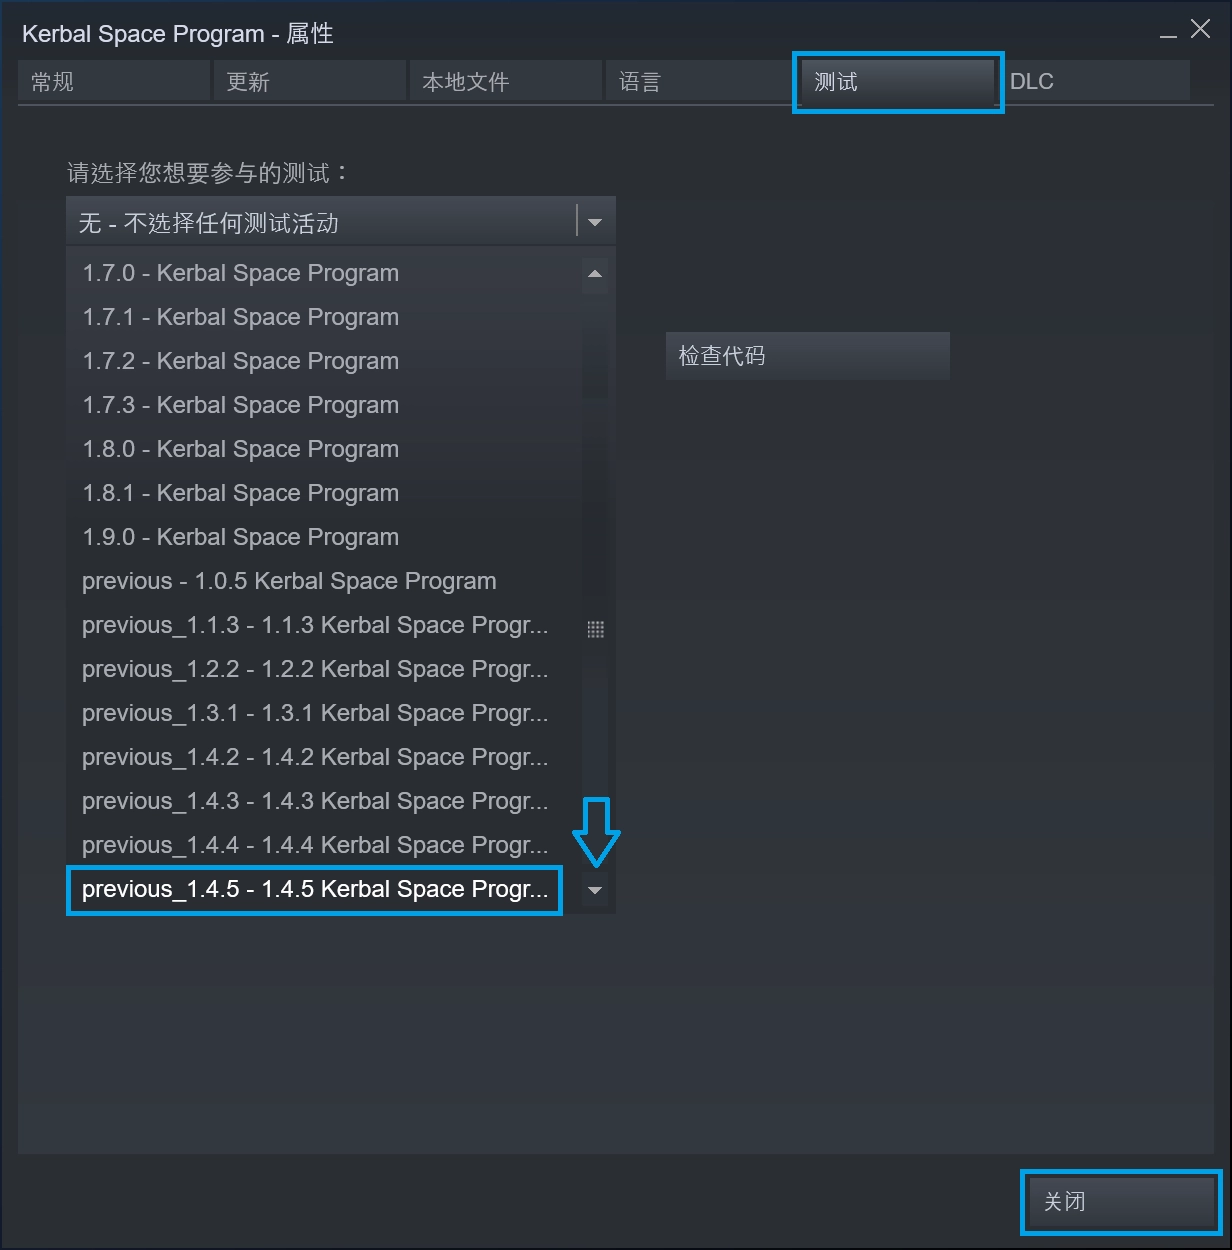 Kerbal Space Program - 属性
常规 更新 本地文件 语言 测试 DLC
请选择您想要参与的测试：
无 - 不选择任何测试活动
1.7.0 - Kerbal Space Program
1.7.1 - Kerbal Space Program
检查代码
1.7.2 - Kerbal Space Program
1.7.3 - Kerbal Space Program
1.8.0 - Kerbal Space Program
1.8.1 - Kerbal Space Program
1.9.0 - Kerbal Space Program
previous - 1.0.5 Kerbal Space Program
previous_1.1.3 - 1.1.3 Kerbal Space Progr...
previous_1.2.2 - 1.2.2 Kerbal Space Progr...
previous_1.3.1 - 1.3.1 Kerbal Space Progr...
previous_1.4.2 - 1.4.2 Kerbal Space Progr...
previous_1.4.3 - 1.4.3 Kerbal Space Progr...
previous_1.4.4 - 1.4.4 Kerbal Space Progr...
previous_1.4.5 - 1.4.5 Kerbal Space Progr...
关闭